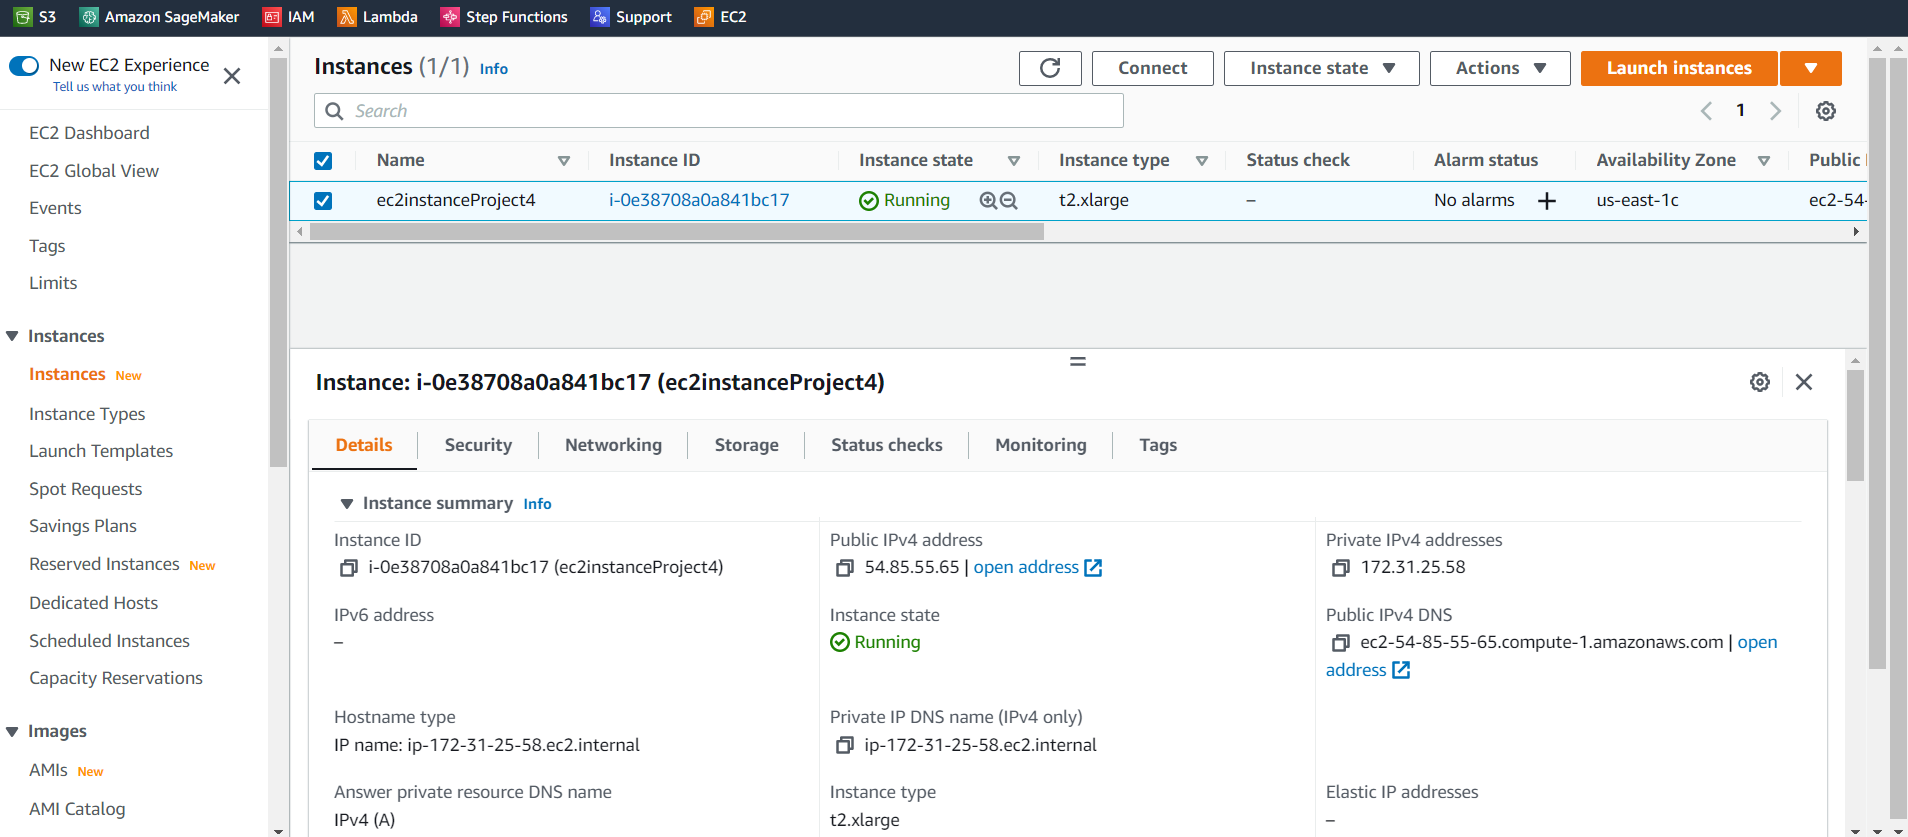 S3 Amazon SageMaker IAM Lambda Step Functions Support EC2
New EC2 Experience
Tell us what you think
EC2 Dashboard
EC2 Global View
Events
Tags
Limits
Instances
Instances New
Instance Types
Launch Templates
Spot Requests
Savings Plans
Reserved Instances New
Dedicated Hosts
Scheduled Instances
Capacity Reservations
Images
AMIs New
AMI Catalog
Instances (1/1) Info
Connect Instance state Actions Launch instances
Search
1
Name Instance ID Instance state Instance type Status check Alarm status Availability Zone Public
ec2instanceProject4 i-0e38708a0a841bc17 Running t2.xlarge – No alarms + us-east-1c ec2-54-
Instance: i-0e38708a0a841bc17 (ec2instanceProject4)
Details Security Networking Storage Status checks Monitoring Tags
Instance summary Info
Instance ID
i-0e38708a0a841bc17 (ec2instanceProject4)
Public IPv4 address
54.85.55.65 | open address
Private IPv4 addresses
172.31.25.58
IPv6 address
–
Instance state
Running
Public IPv4 DNS
ec2-54-85-55-65.compute-1.amazonaws.com | open
address
Hostname type
IP name: ip-172-31-25-58.ec2.internal
Private IP DNS name (IPv4 only)
ip-172-31-25-58.ec2.internal
Answer private resource DNS name
IPv4 (A)
Instance type
t2.xlarge
Elastic IP addresses
–